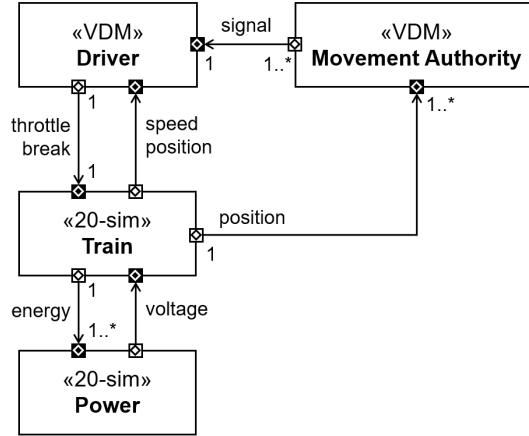 «VDM»
Driver
signal
1
1..*
«VDM»
Movement Authority
1
1..*
throttle
break
speed
position
1
«20-sim»
Train
position
1
1
energy
voltage
1..*
«20-sim»
Power